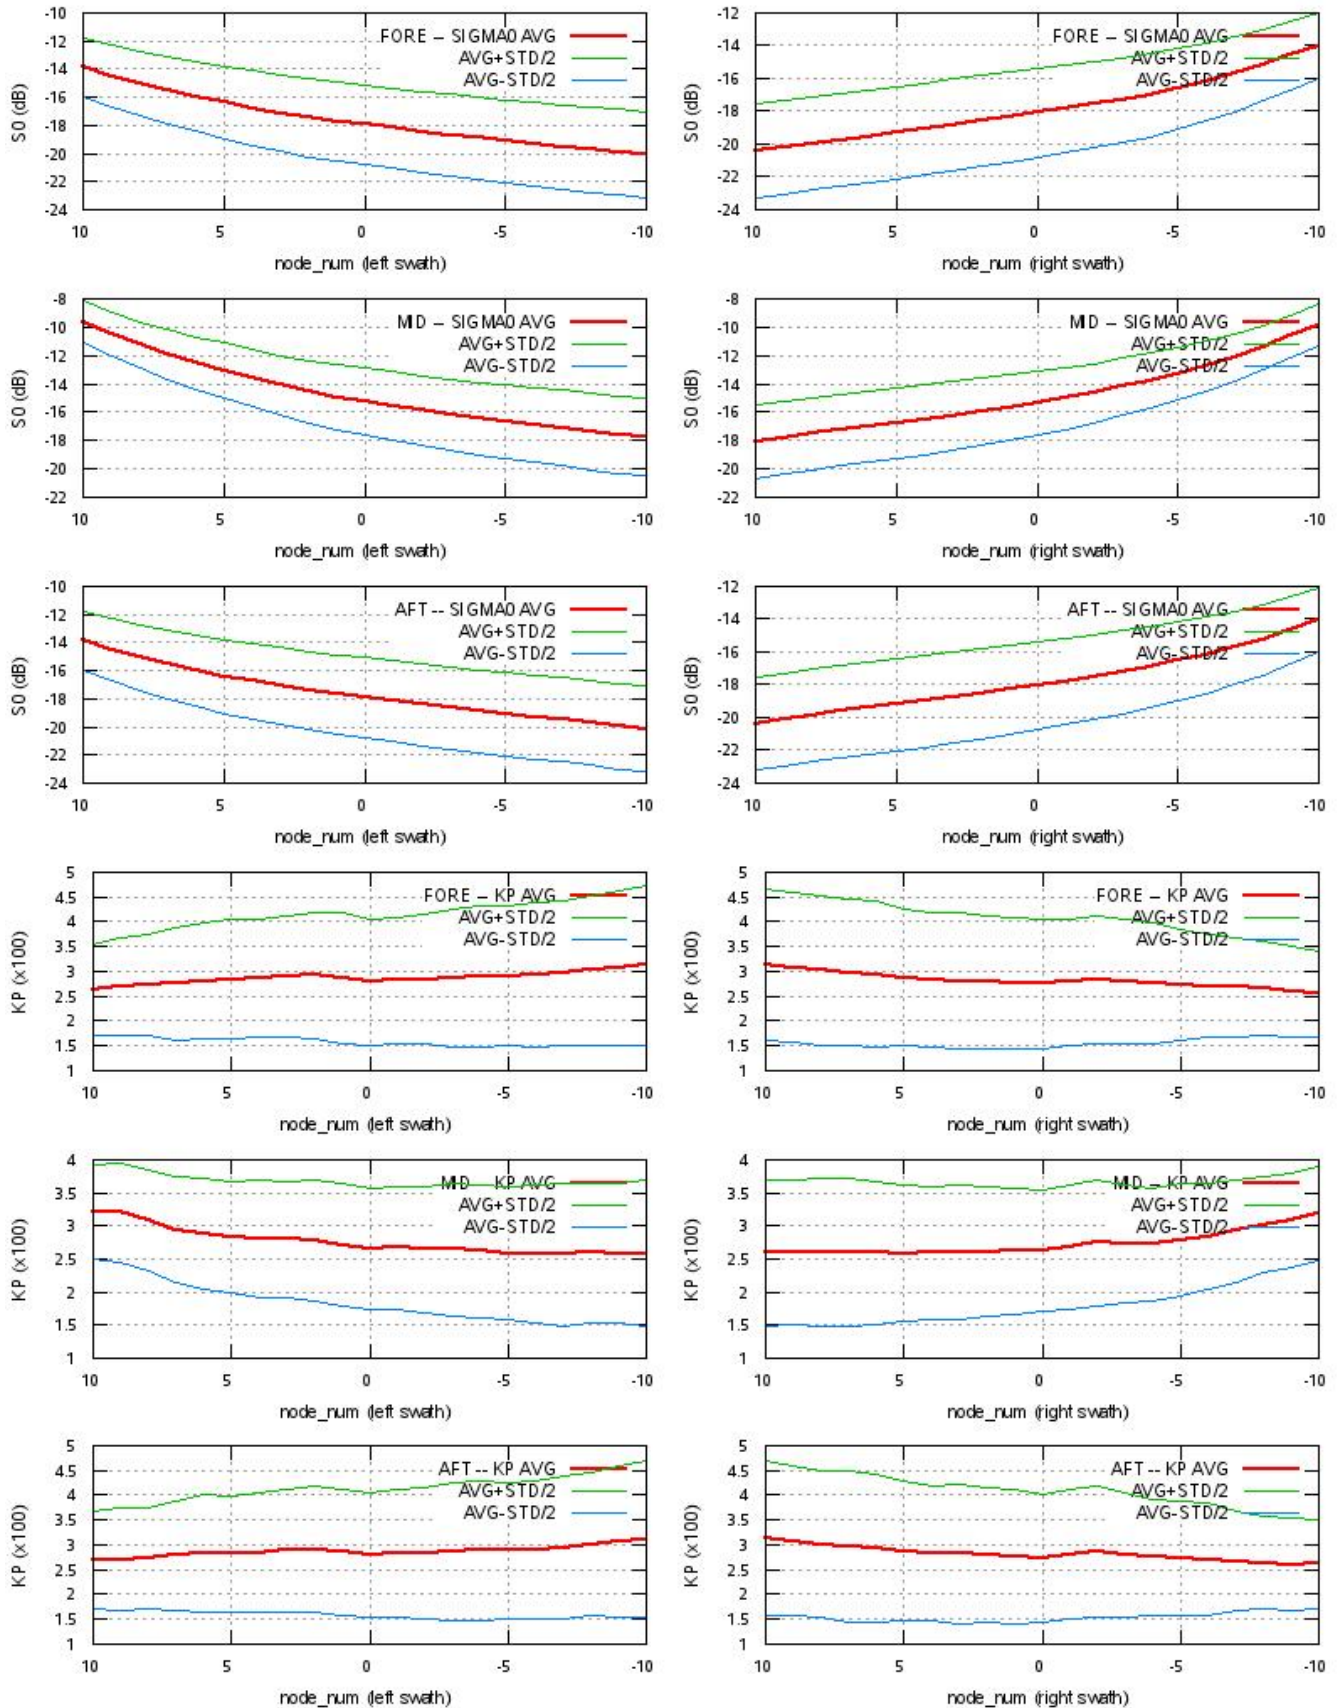 -10
-12
-14
-16
-18
-20
-22
-24
S0 (dB)
FORE – SIGMA0 AVG
AVG+STD/2
AVG-STD/2
10 5 0 -5 -10
node_num (left swath)
-12
-14
-16
-18
-20
-22
-24
S0 (dB)
FORE – SIGMA0 AVG
AVG+STD/2
AVG-STD/2
10 5 0 -5 -10
node_num (right swath)
-8
-10
-12
-14
-16
-18
-20
-22
S0 (dB)
MID – SIGMA0 AVG
AVG+STD/2
AVG-STD/2
10 5 0 -5 -10
node_num (left swath)
-8
-10
-12
-14
-16
-18
-20
-22
S0 (dB)
MID – SIGMA0 AVG
AVG+STD/2
AVG-STD/2
10 5 0 -5 -10
node_num (right swath)
-10
-12
-14
-16
-18
-20
-22
-24
S0 (dB)
AFT -- SIGMA0 AVG
AVG+STD/2
AVG-STD/2
10 5 0 -5 -10
node_num (left swath)
-12
-14
-16
-18
-20
-22
-24
S0 (dB)
AFT -- SIGMA0 AVG
AVG+STD/2
AVG-STD/2
10 5 0 -5 -10
node_num (right swath)
5
4.5
4
3.5
3
2.5
2
1.5
1
KP (x100)
FORE – KP AVG
AVG+STD/2
AVG-STD/2
10 5 0 -5 -10
node_num (left swath)
5
4.5
4
3.5
3
2.5
2
1.5
1
KP (x100)
FORE – KP AVG
AVG+STD/2
AVG-STD/2
10 5 0 -5 -10
node_num (right swath)
4
3.5
3
2.5
2
1.5
1
KP (x100)
MID – KP AVG
AVG+STD/2
AVG-STD/2
10 5 0 -5 -10
node_num (left swath)
4
3.5
3
2.5
2
1.5
1
KP (x100)
MID – KP AVG
AVG+STD/2
AVG-STD/2
10 5 0 -5 -10
node_num (right swath)
5
4.5
4
3.5
3
2.5
2
1.5
1
KP (x100)
AFT -- KP AVG
AVG+STD/2
AVG-STD/2
10 5 0 -5 -10
node_num (left swath)
5
4.5
4
3.5
3
2.5
2
1.5
1
KP (x100)
AFT -- KP AVG
AVG+STD/2
AVG-STD/2
10 5 0 -5 -10
node_num (right swath)